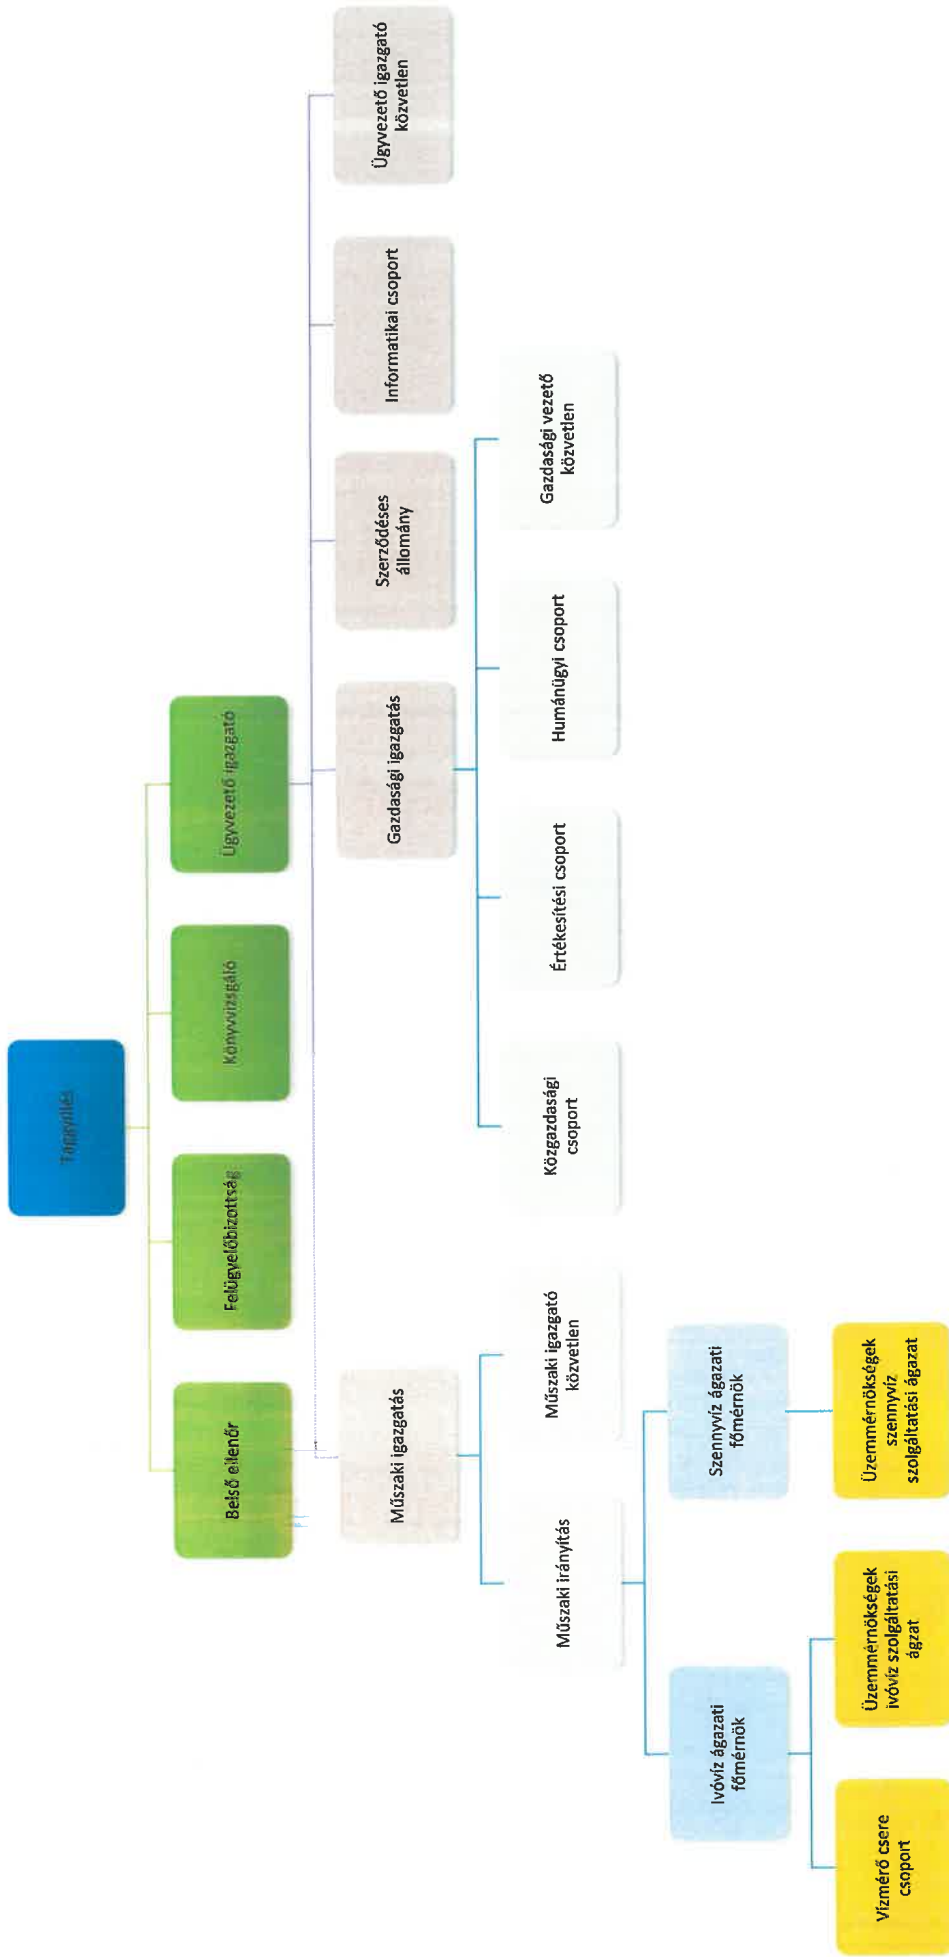 Taggyűlés
Belső ellenőr
Felügyelőbizottság
Könyvvizsgáló
Ügyvezető igazgató
Műszaki igazgatás
Gazdasági igazgatás
Szerződéses
állomány
Informatikai csoport
Ügyvezető igazgató
közvetlen
Műszaki irányítás
Műszaki igazgató
közvetlen
Közgazdasági
csoport
Értékesítési csoport
Humánügyi csoport
Gazdasági vezető
közvetlen
Ivóvíz ágazati
főmérnök
Szennyvíz ágazati
főmérnök
Vízmérő csere
csoport
Üzemmérnökségek
ivóvíz szolgáltatási
ágzat
Üzemmérnökségek
szennyvíz
szolgáltatási ágazat